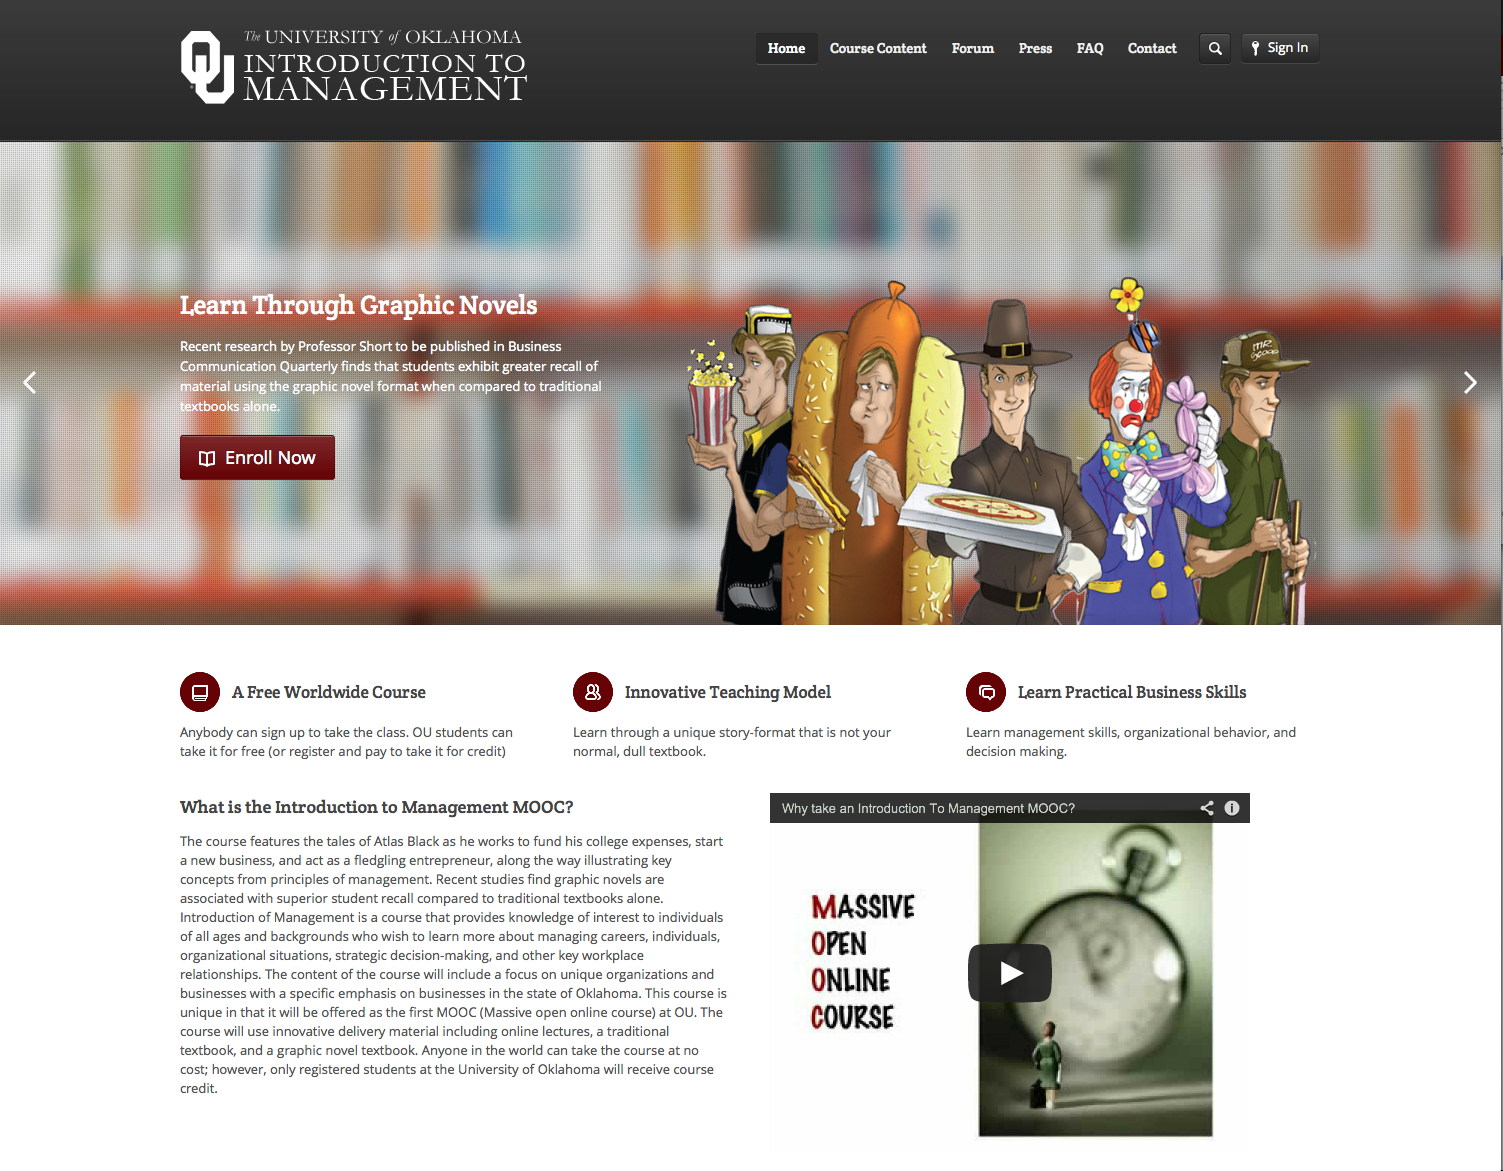 The UNIVERSITY of OKLAHOMA
INTRODUCTION TO
MANAGEMENT
Home Course Content Forum Press FAQ Contact Sign In
Learn Through Graphic Novels
Recent research by Professor Short to be published in Business
Communication Quarterly finds that students exhibit greater recall of
material using the graphic novel format when compared to traditional
textbooks alone.
Enroll Now
A Free Worldwide Course
Anybody can sign up to take the class. OU students can
take it for free (or register and pay to take it for credit)
Innovative Teaching Model
Learn through a unique story-format that is not your
normal, dull textbook.
Learn Practical Business Skills
Learn management skills, organizational behavior, and
decision making.
What is the Introduction to Management MOOC?
The course features the tales of Atlas Black as he works to fund his college expenses, start
a new business, and act as a fledgling entrepreneur, along the way illustrating key
concepts from principles of management. Recent studies find graphic novels are
associated with superior student recall compared to traditional textbooks alone.
Introduction of Management is a course that provides knowledge of interest to individuals
of all ages and backgrounds who wish to learn more about managing careers, individuals,
organizational situations, strategic decision-making, and other key workplace
relationships. The content of the course will include a focus on unique organizations and
businesses with a specific emphasis on businesses in the state of Oklahoma. This course is
unique in that it will be offered as the first MOOC (Massive open online course) at OU. The
course will use innovative delivery material including online lectures, a traditional
textbook, and a graphic novel textbook. Anyone in the world can take the course at no
cost; however, only registered students at the University of Oklahoma will receive course
credit.
Why take an Introduction To Management MOOC?
MASSIVE
OPEN
ONLINE
COURSE